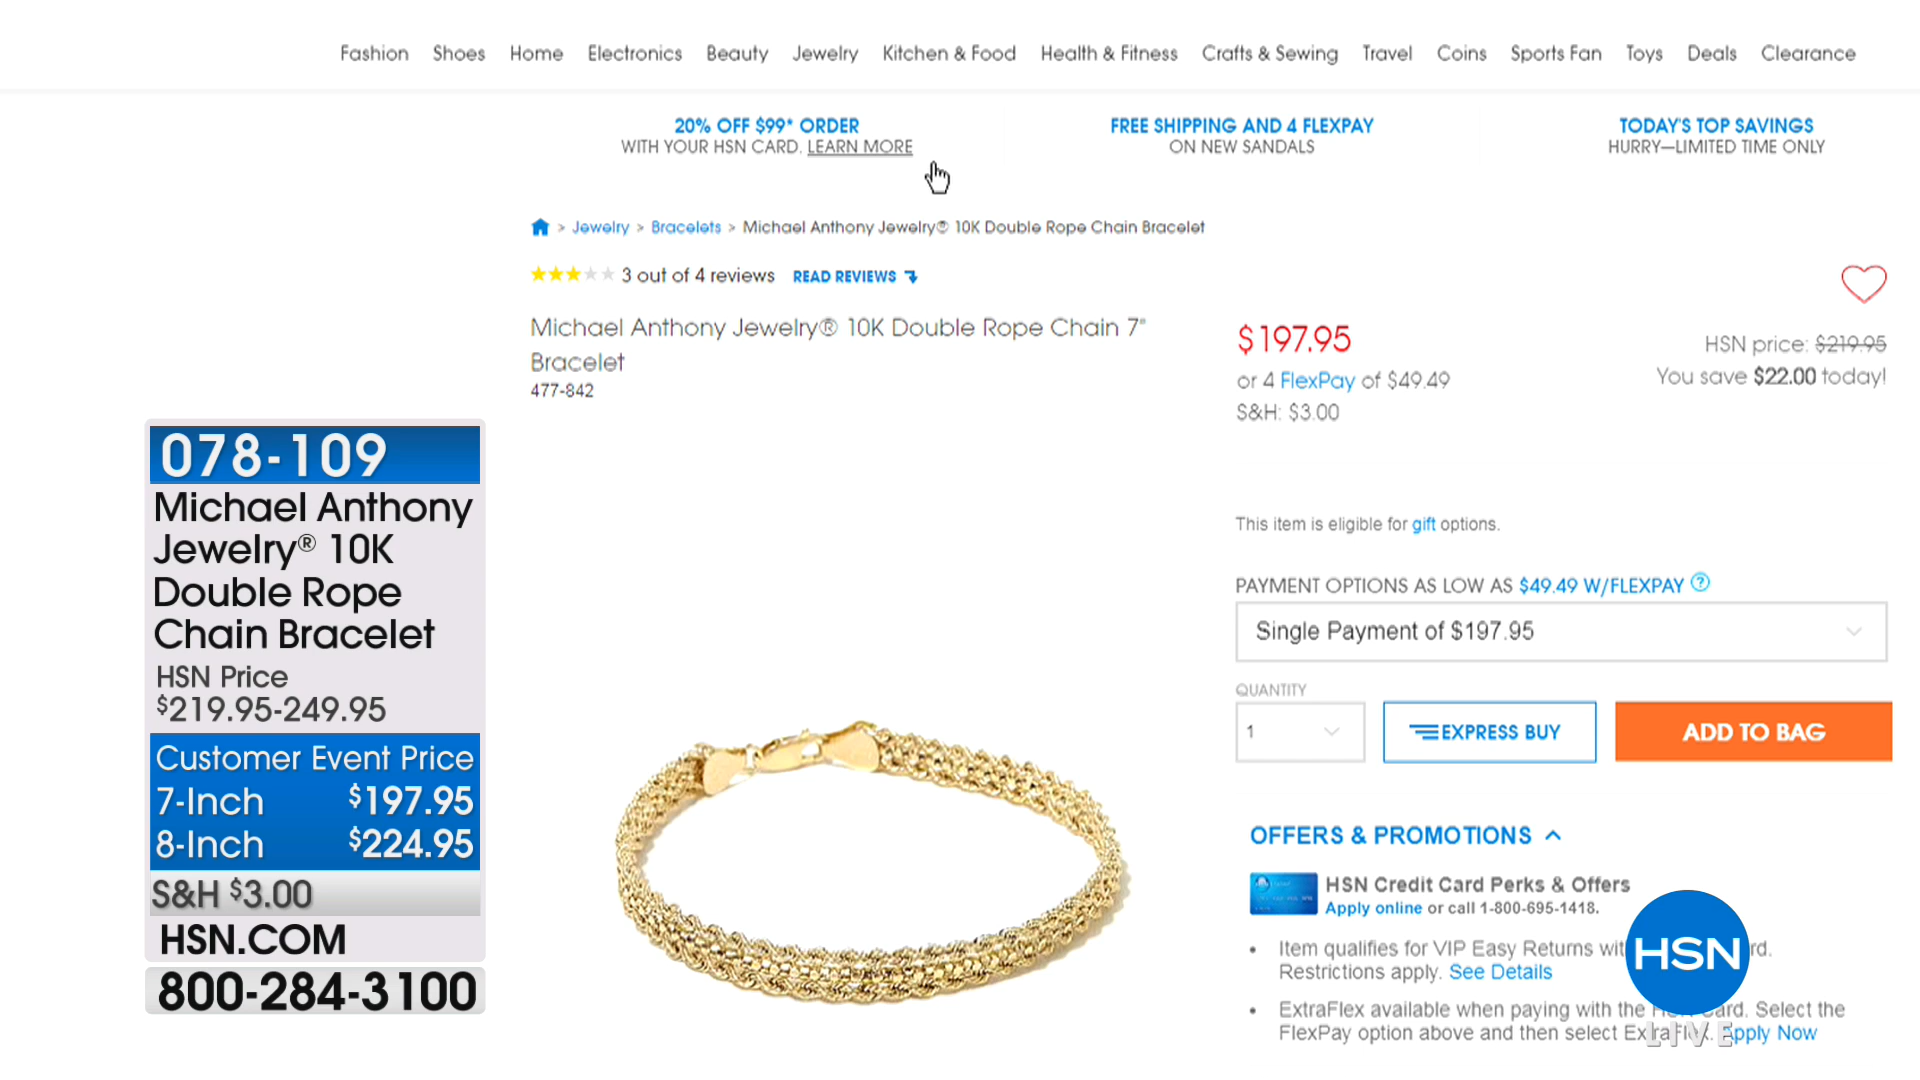 Fashion Shoes Home Electronics Beauty Jewelry Kitchen & Food Health & Fitness Crafts & Sewing Travel Coins Sports Fan Toys Deals Clearance
20% OFF $99* ORDER
WITH YOUR HSN CARD. LEARN MORE
FREE SHIPPING AND 4 FLEXPAY
ON NEW SANDALS
TODAY'S TOP SAVINGS
HURRY—LIMITED TIME ONLY
> Jewelry > Bracelets > Michael Anthony Jewelry® 10K Double Rope Chain Bracelet
3 out of 4 reviews READ REVIEWS
Michael Anthony Jewelry® 10K Double Rope Chain 7"
Bracelet
477-842
$197.95
or 4 FlexPay of $49.49
S&H: $3.00
HSN price: $219.95
You save $22.00 today!
This item is eligible for gift options.
PAYMENT OPTIONS AS LOW AS $49.49 W/FLEXPAY ?
Single Payment of $197.95
QUANTITY
1
EXPRESS BUY
ADD TO BAG
OFFERS & PROMOTIONS
HSN Credit Card Perks & Offers
Apply online or call 1-800-695-1418.
• Item qualifies for VIP Easy Returns
Restrictions apply. See Details
• ExtraFlex available when paying with the Card. Select the
FlexPay option above and then select ExtraFlex. Apply Now
078-109
Michael Anthony
Jewelry® 10K
Double Rope
Chain Bracelet
HSN Price
$219.95-249.95
Customer Event Price
7-Inch $197.95
8-Inch $224.95
S&H $3.00
HSN.COM
800-284-3100
HSN
LIVE